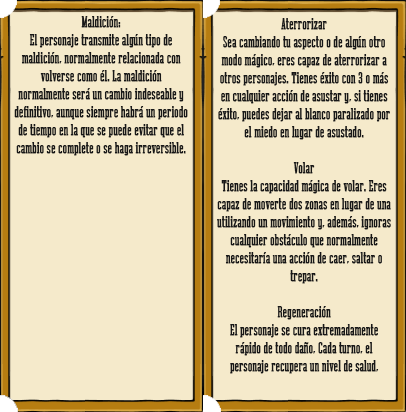 Maldición:
El personaje transmite algún tipo de
maldición, normalmente relacionada con
volverse como él. La maldición
normalmente será un cambio indeseable y
definitivo, aunque siempre habrá un periodo
de tiempo en la que se puede evitar que el
cambio se complete o se haga irreversible.
Aterrorizar
Sea cambiando tu aspecto o de algún otro
modo mágico, eres capaz de aterrorizar a
otros personajes. Tienes éxito con 3 o más
en cualquier acción de asustar y, si tienes
éxito, puedes dejar al blanco paralizado por
el miedo en lugar de asustado.
Volar
Tienes la capacidad mágica de volar. Eres
capaz de moverte dos zonas en lugar de una
utilizando un movimiento y, además, ignoras
cualquier obstáculo que normalmente
necesitaría una acción de caer, saltar o
trepar.
Regeneración
El personaje se cura extremadamente
rápido de todo daño. Cada turno, el
personaje recupera un nivel de salud.